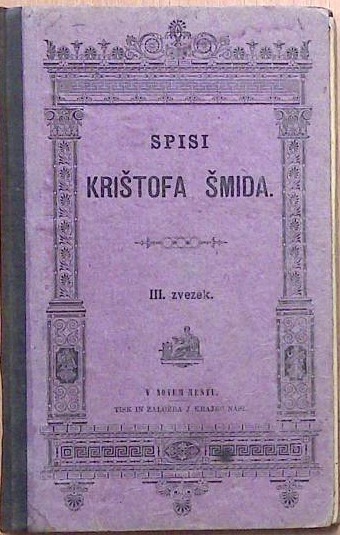 SPISI
KRIŠTOFA ŠMIDA.
III. zvezek.
V NOVEM MESTU.
TISK IN ZALOŽBA J. KRAJEC NASL.